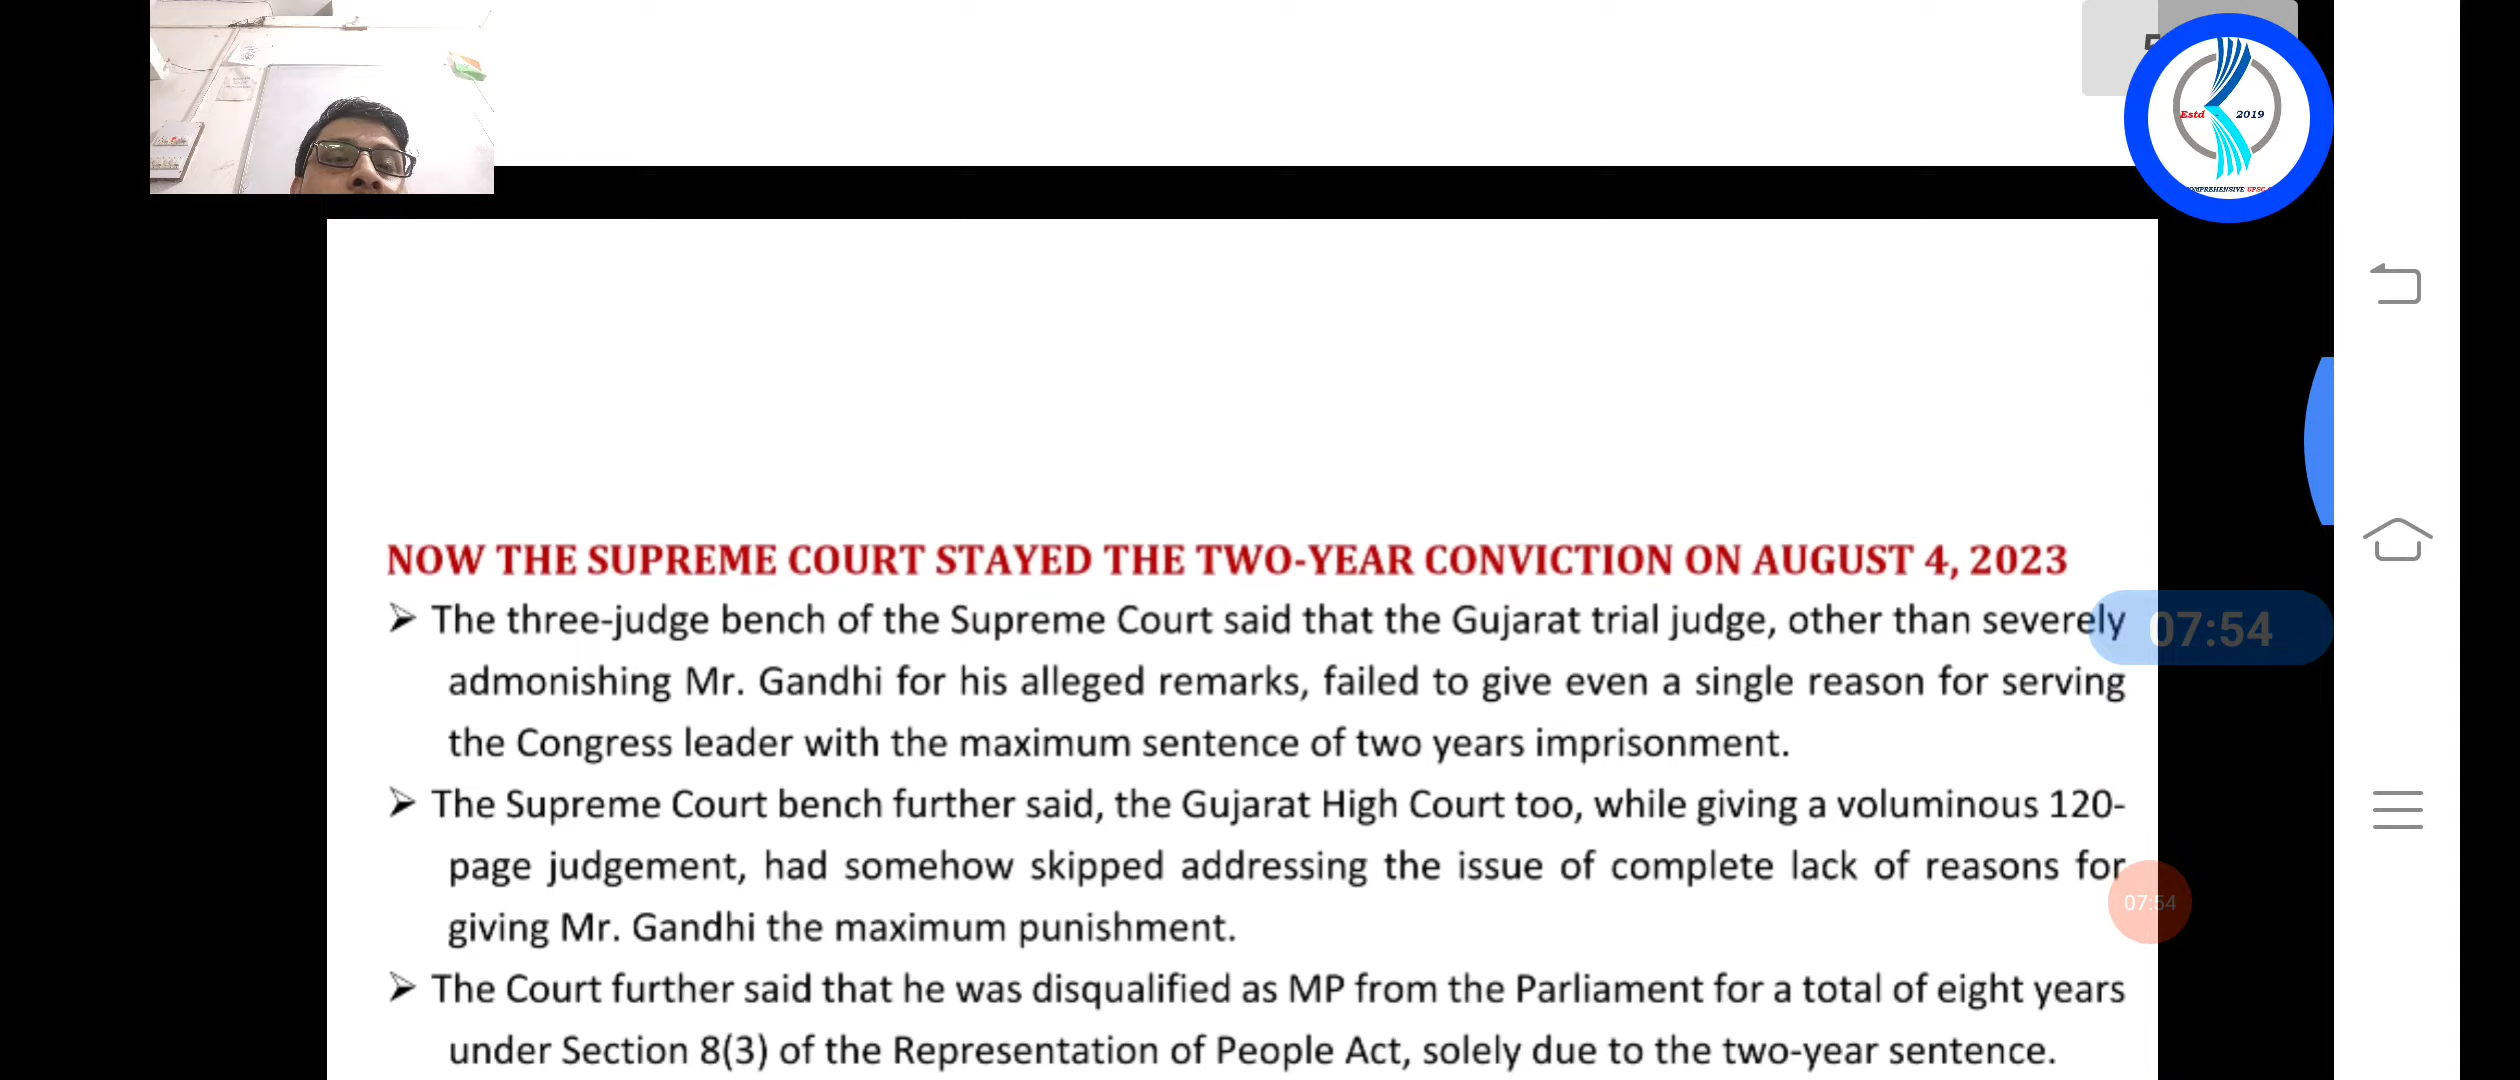 Estd 2019
COMPREHENSIVE UPSC
NOW THE SUPREME COURT STAYED THE TWO-YEAR CONVICTION ON AUGUST 4, 2023
➢ The three-judge bench of the Supreme Court said that the Gujarat trial judge, other than severely
07:54
admonishing Mr. Gandhi for his alleged remarks, failed to give even a single reason for serving
the Congress leader with the maximum sentence of two years imprisonment.
➢ The Supreme Court bench further said, the Gujarat High Court too, while giving a voluminous 120-
page judgement, had somehow skipped addressing the issue of complete lack of reasons for
07:54
giving Mr. Gandhi the maximum punishment.
➢ The Court further said that he was disqualified as MP from the Parliament for a total of eight years
under Section 8(3) of the Representation of People Act, solely due to the two-year sentence.